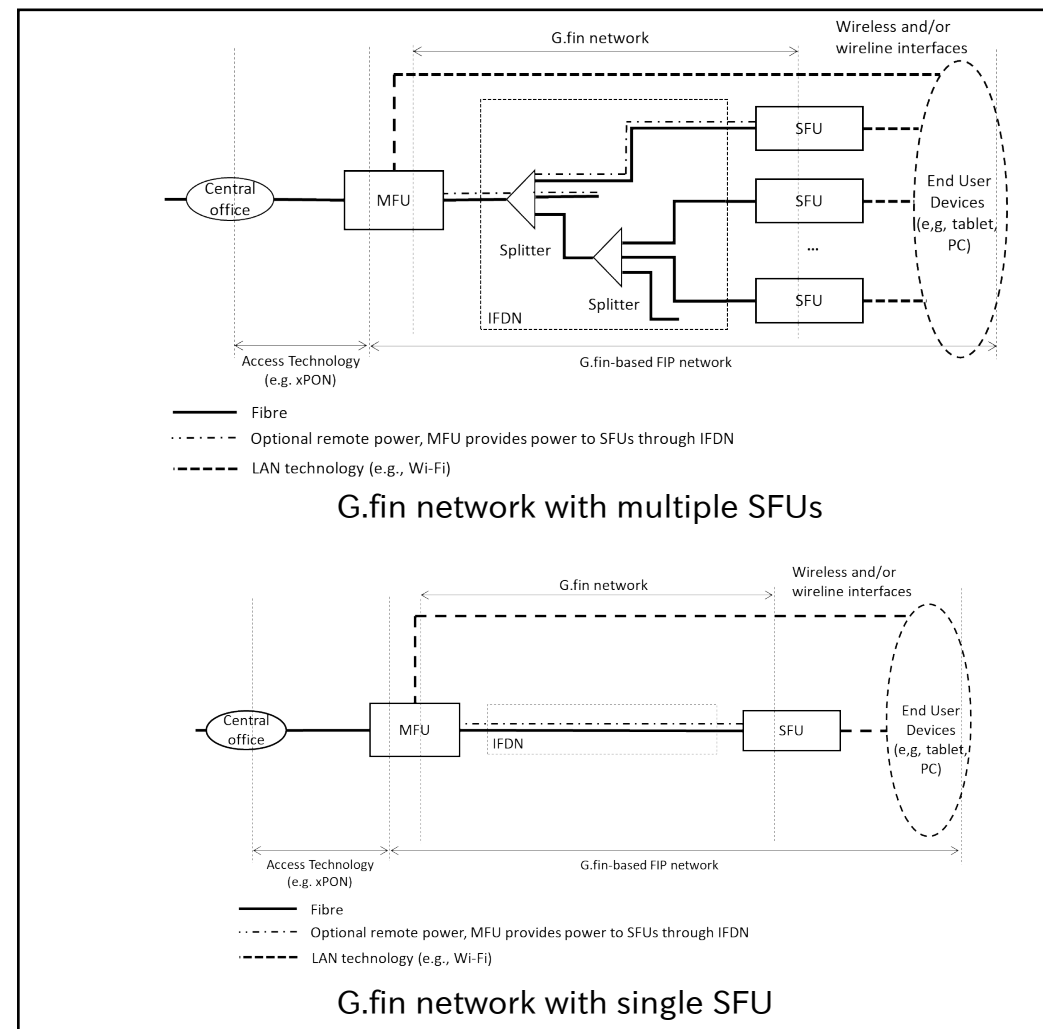 G.fin network
Wireless and/or
wireline interfaces
SFU
Central
office
MFU
SFU
End User
Devices
(e,g, tablet,
PC)
Splitter
...
Splitter
SFU
IFDN
Access Technology
(e.g. xPON)
G.fin-based FIP network
Fibre
Optional remote power, MFU provides power to SFUs through IFDN
LAN technology (e.g., Wi-Fi)
G.fin network with multiple SFUs
G.fin network
Wireless and/or
wireline interfaces
Central
office
MFU
IFDN
SFU
End User
Devices
(e,g, tablet,
PC)
Access Technology
(e.g. xPON)
G.fin-based FIP network
Fibre
Optional remote power, MFU provides power to SFUs through IFDN
LAN technology (e.g., Wi-Fi)
G.fin network with single SFU